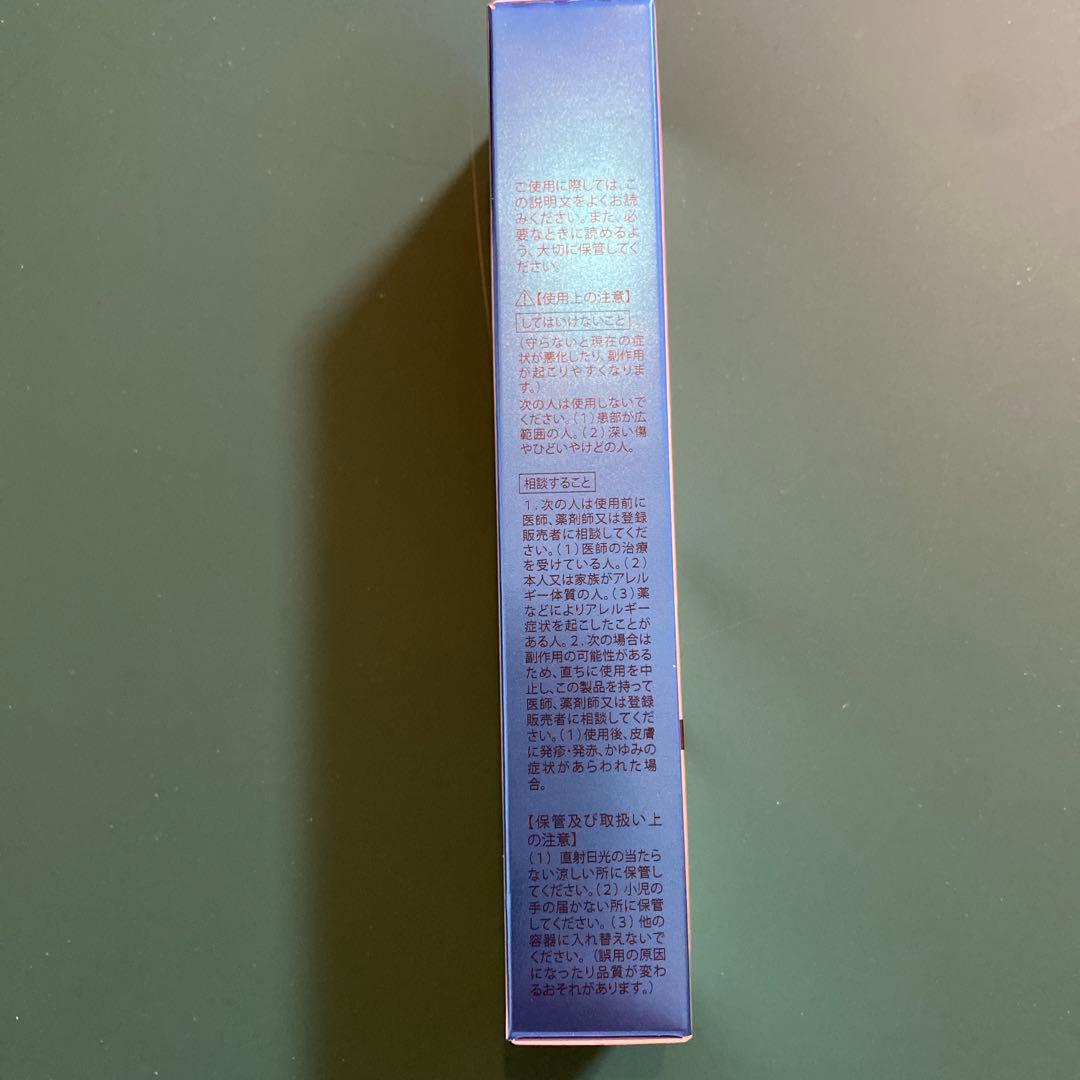 ご使用に際しては、こ
の説明文をよくお読
みください。また、必
要なときに読めるよ
う、大切に保管してく
ださい。
⚠【使用上の注意】
してはいけないこと
(守らないと現在の症
状が悪化したり、副作用
が起こりやすくなりま
す。)
次の人は使用しないで
ください。(1)患部が広
範囲の人。(2)深い傷
やひどいやけどの人。
相談すること
1.次の人は使用前に
医師、薬剤師又は登録
販売者に相談してくだ
さい。(1)医師の治療
を受けている人。(2)
本人又は家族がアレル
ギー体質の人。(3)薬
などによりアレルギー
症状を起こしたことが
ある人。2.次の場合は
副作用の可能性がある
ため、直ちに使用を中
止し、この製品を持って
医師、薬剤師又は登録
販売者に相談してくだ
さい。(1)使用後、皮膚
に発疹・発赤、かゆみの
症状があらわれた場
合。
【保管及び取扱い上
の注意】
(1)直射日光の当たら
ない涼しい所に保管し
てください。(2)小児の
手の届かない所に保管
してください。(3)他の
容器に入れ替えないで
ください。(誤用の原因
になったり品質が変わ
るおそれがあります。)